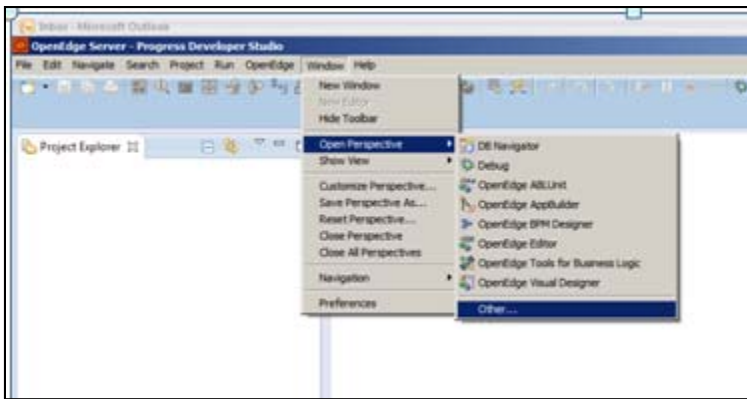 Inbox - Microsoft Outlook
OpenEdge Server - Progress Developer Studio
File Edit Navigate Search Project Run OpenEdge Window Help
New Window
New Editor
Hide Toolbar
Project Explorer
Open Perspective
Show View
Customize Perspective...
Save Perspective As...
Reset Perspective...
Close Perspective
Close All Perspectives
Navigation
Preferences
DB Navigator
Debug
OpenEdge ABLUnit
OpenEdge AppBuilder
OpenEdge BPM Designer
OpenEdge Editor
OpenEdge Tools for Business Logic
OpenEdge Visual Designer
Other...